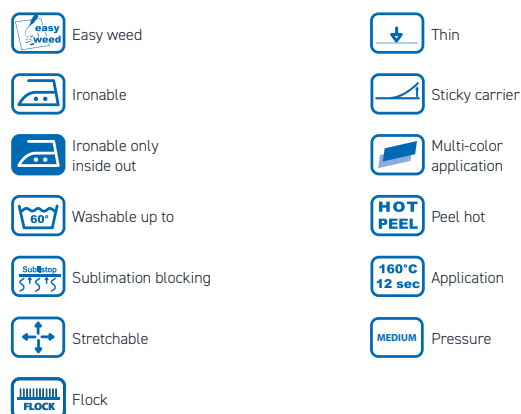 easy
weed
Easy weed
Ironable
Ironable only
inside out
60°
Washable up to
Subli stop
Sublimation blocking
Stretchable
FLOCK
Flock
Thin
Sticky carrier
Multi-color
application
HOT
PEEL
Peel hot
160°C
12 sec
Application
MEDIUM
Pressure